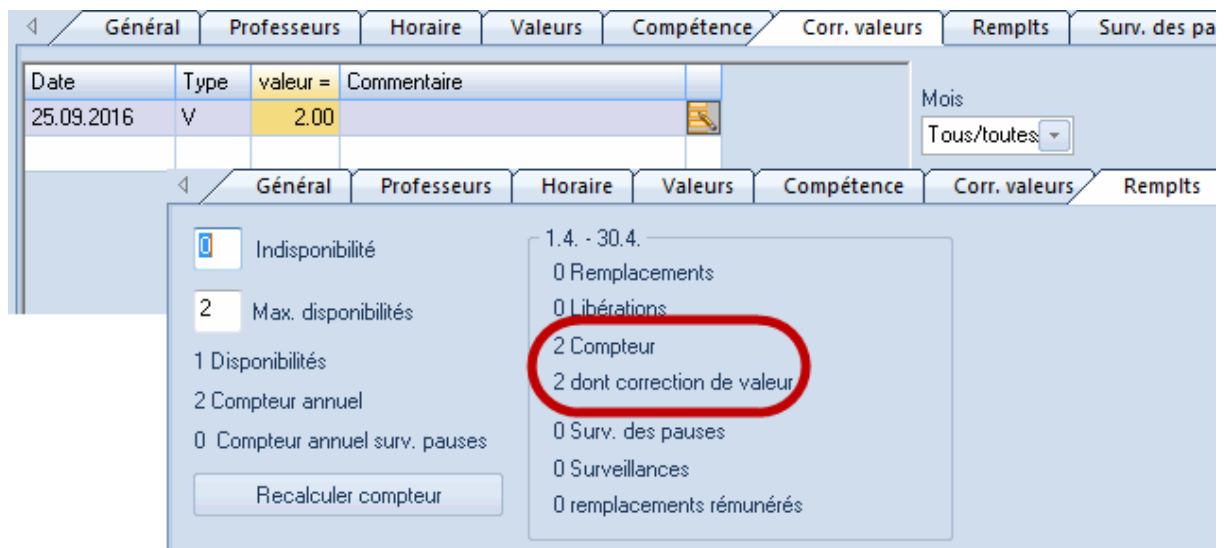 Général Professeurs Horaire Valeurs Compétence Corr. valeurs Remplts Surv. des pa
Date Type valeur = Commentaire
25.09.2016 V 2.00
Mois
Tous/toutes
Général Professeurs Horaire Valeurs Compétence Corr. valeurs Remplts
0 Indisponibilité
2 Max. disponibilités
1 Disponibilités
2 Compteur annuel
0 Compteur annuel surv. pauses
Recalculer compteur
1.4. - 30.4.
0 Remplacements
0 Libérations
2 Compteur
2 dont correction de valeur
0 Surv. des pauses
0 Surveillances
0 remplacements rémunérés